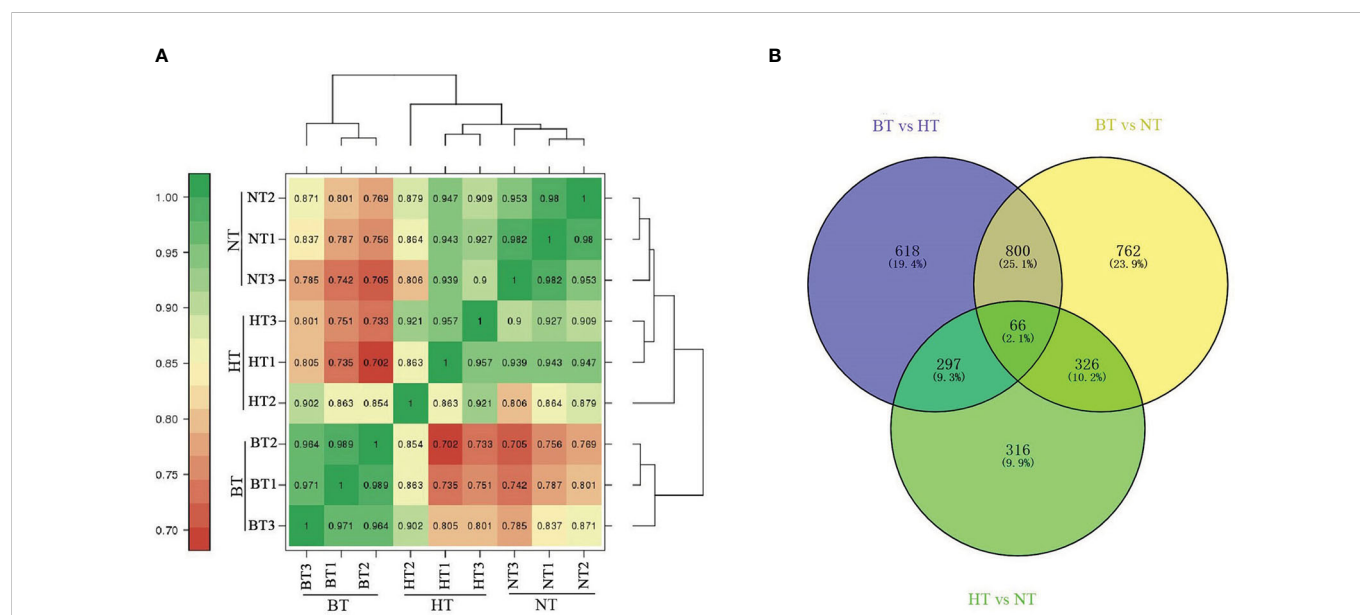 A
B
BT vs HT
BT vs NT
1.00
0.95
0.90
0.85
0.80
0.75
0.70
NT
HT
BT
NT2 0.871 0.801 0.769 0.879 0.947 0.909 0.953 0.98 1
NT1 0.837 0.787 0.756 0.864 0.943 0.927 0.982 1 0.98
NT3 0.785 0.742 0.705 0.806 0.939 0.9 1 0.982 0.953
HT3 0.801 0.751 0.733 0.921 0.957 1 0.9 0.927 0.909
HT1 0.805 0.735 0.702 0.863 1 0.957 0.939 0.943 0.947
HT2 0.902 0.863 0.854 1 0.863 0.921 0.806 0.864 0.879
BT2 0.964 0.989 1 0.854 0.702 0.733 0.705 0.756 0.769
BT1 0.971 1 0.989 0.863 0.735 0.751 0.742 0.787 0.801
BT3 1 0.971 0.964 0.902 0.805 0.801 0.785 0.837 0.871
BT3 BT1 BT2 HT2 HT1 HT3 NT3 NT1 NT2
BT HT NT
618
(19.4%)
800
(25.1%)
762
(23.9%)
66
(2.1%)
297
(9.3%)
326
(10.2%)
316
(9.9%)
HT vs NT